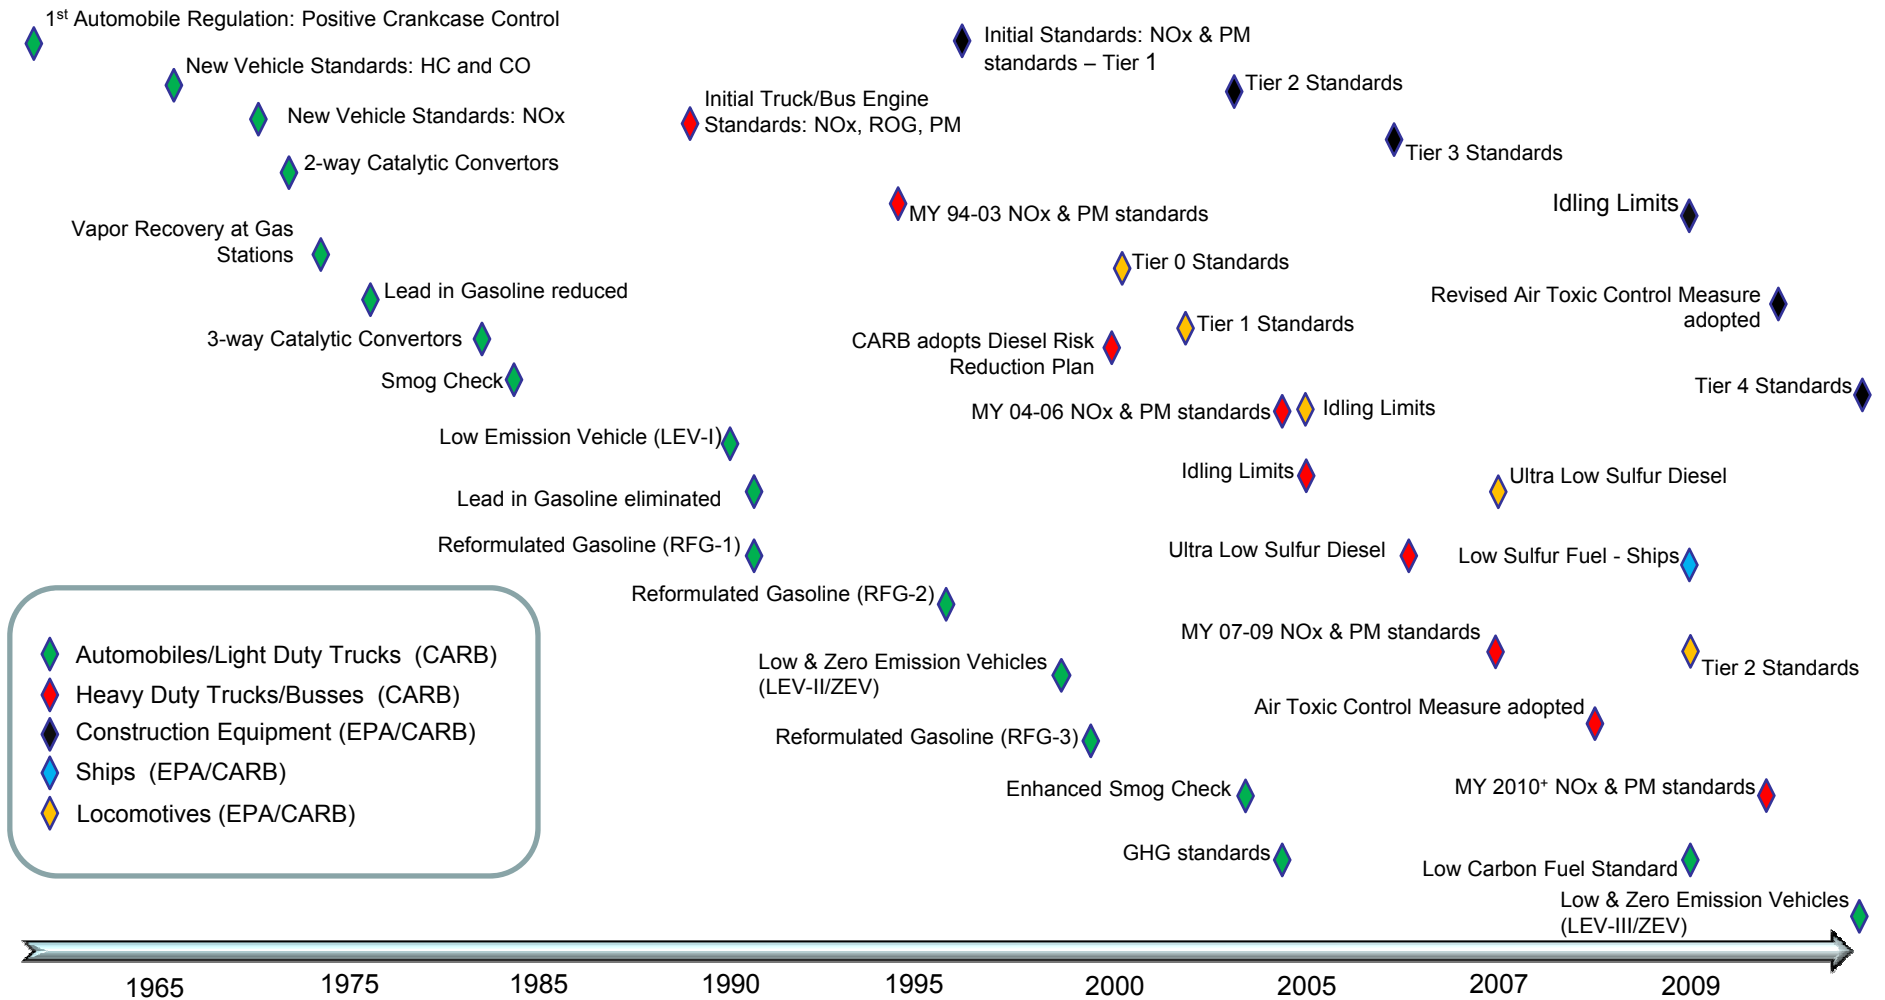 1st Automobile Regulation: Positive Crankcase Control
New Vehicle Standards: HC and CO
New Vehicle Standards: NOx
2-way Catalytic Convertors
Vapor Recovery at Gas
Stations
Lead in Gasoline reduced
3-way Catalytic Convertors
Smog Check
Low Emission Vehicle (LEV-I)
Lead in Gasoline eliminated
Reformulated Gasoline (RFG-1)
Reformulated Gasoline (RFG-2)
Low & Zero Emission Vehicles
(LEV-II/ZEV)
Reformulated Gasoline (RFG-3)
Enhanced Smog Check
GHG standards
Initial Truck/Bus Engine
Standards: NOx, ROG, PM
MY 94-03 NOx & PM standards
Initial Standards: NOx & PM
standards – Tier 1
Tier 2 Standards
Tier 3 Standards
Idling Limits
Tier 0 Standards
Tier 1 Standards
CARB adopts Diesel Risk
Reduction Plan
Revised Air Toxic Control Measure
adopted
Tier 4 Standards
MY 04-06 NOx & PM standards
Idling Limits
Idling Limits
Ultra Low Sulfur Diesel
Ultra Low Sulfur Diesel
Low Sulfur Fuel - Ships
MY 07-09 NOx & PM standards
Tier 2 Standards
Air Toxic Control Measure adopted
MY 2010+ NOx & PM standards
Low Carbon Fuel Standard
Low & Zero Emission Vehicles
(LEV-III/ZEV)
Automobiles/Light Duty Trucks (CARB)
Heavy Duty Trucks/Busses (CARB)
Construction Equipment (EPA/CARB)
Ships (EPA/CARB)
Locomotives (EPA/CARB)
1965 1975 1985 1990 1995 2000 2005 2007 2009